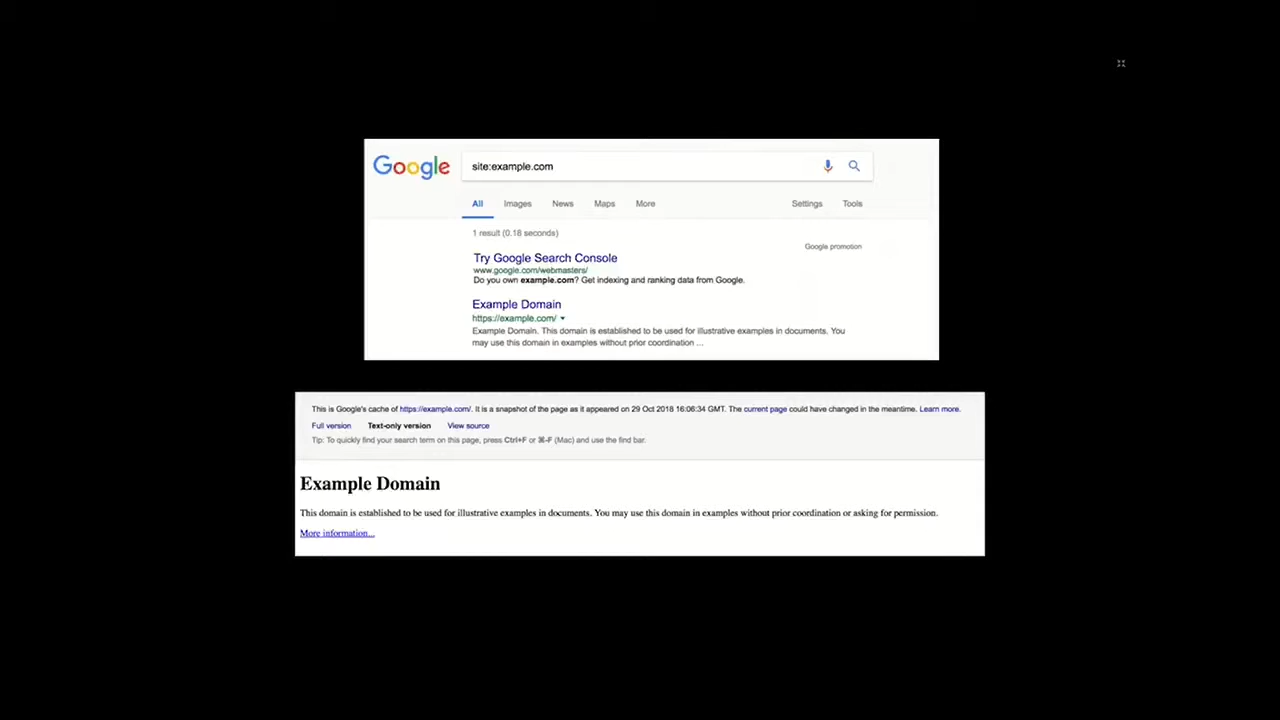 Google site:example.com
All Images News Maps More Settings Tools
1 result (0.18 seconds)
Google promotion
Try Google Search Console
www.google.com/webmasters/
Do you own example.com? Get indexing and ranking data from Google.
Example Domain
https://example.com/
Example Domain. This domain is established to be used for illustrative examples in documents. You
may use this domain in examples without prior coordination ...
This is Google's cache of https://example.com/. It is a snapshot of the page as it appeared on 29 Oct 2018 16:06:34 GMT. The current page could have changed in the meantime. Learn more.
Full version Text-only version View source
Tip: To quickly find your search term on this page, press Ctrl+F or ⌘-F (Mac) and use the find bar.
Example Domain
This domain is established to be used for illustrative examples in documents. You may use this domain in examples without prior coordination or asking for permission.
More information...